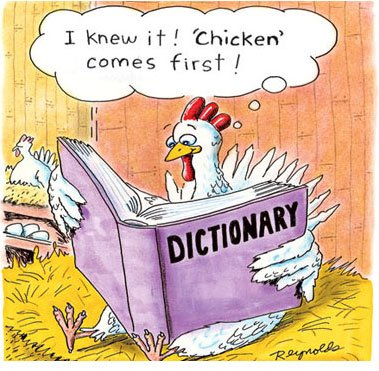 I knew it! 'Chicken'
comes first!
DICTIONARY
Reynolds